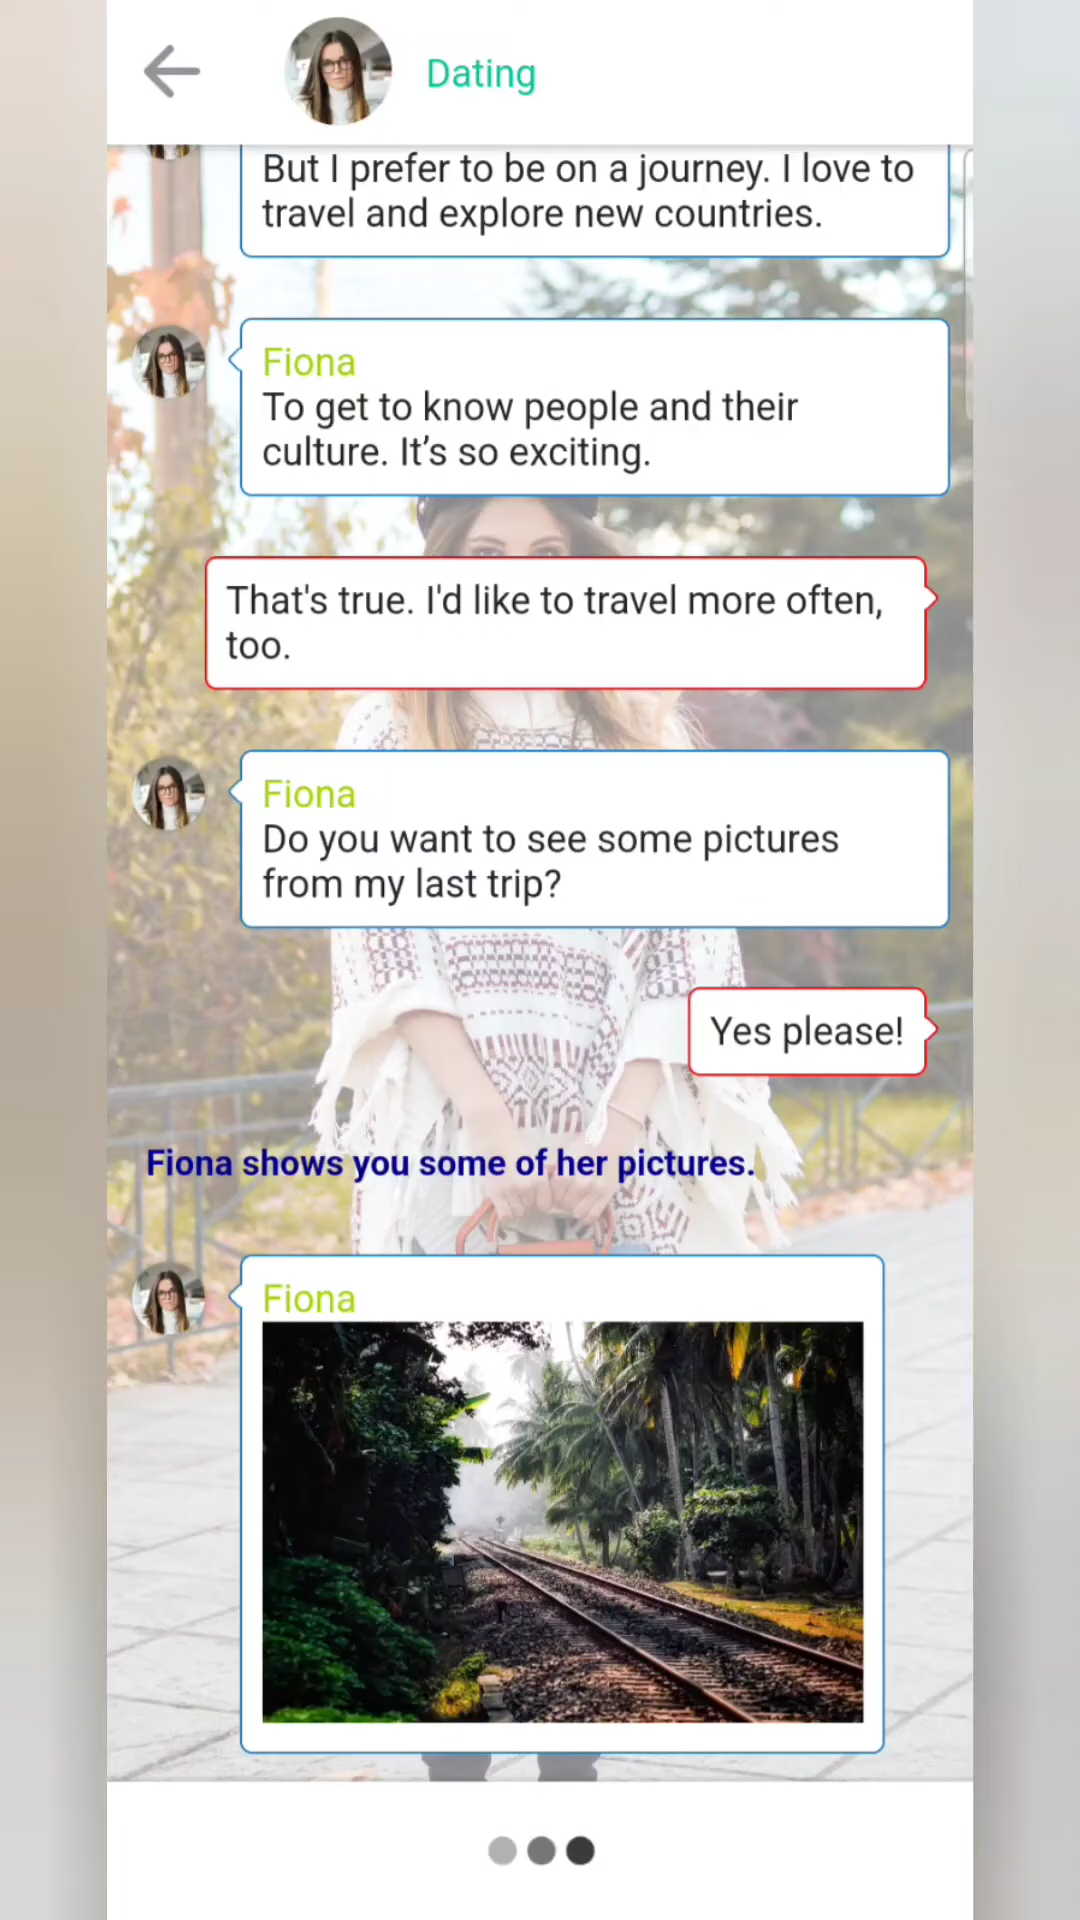 Dating
But I prefer to be on a journey. I love to
travel and explore new countries.
Fiona
To get to know people and their
culture. It’s so exciting.
That's true. I'd like to travel more often,
too.
Fiona
Do you want to see some pictures
from my last trip?
Yes please!
Fiona shows you some of her pictures.
Fiona